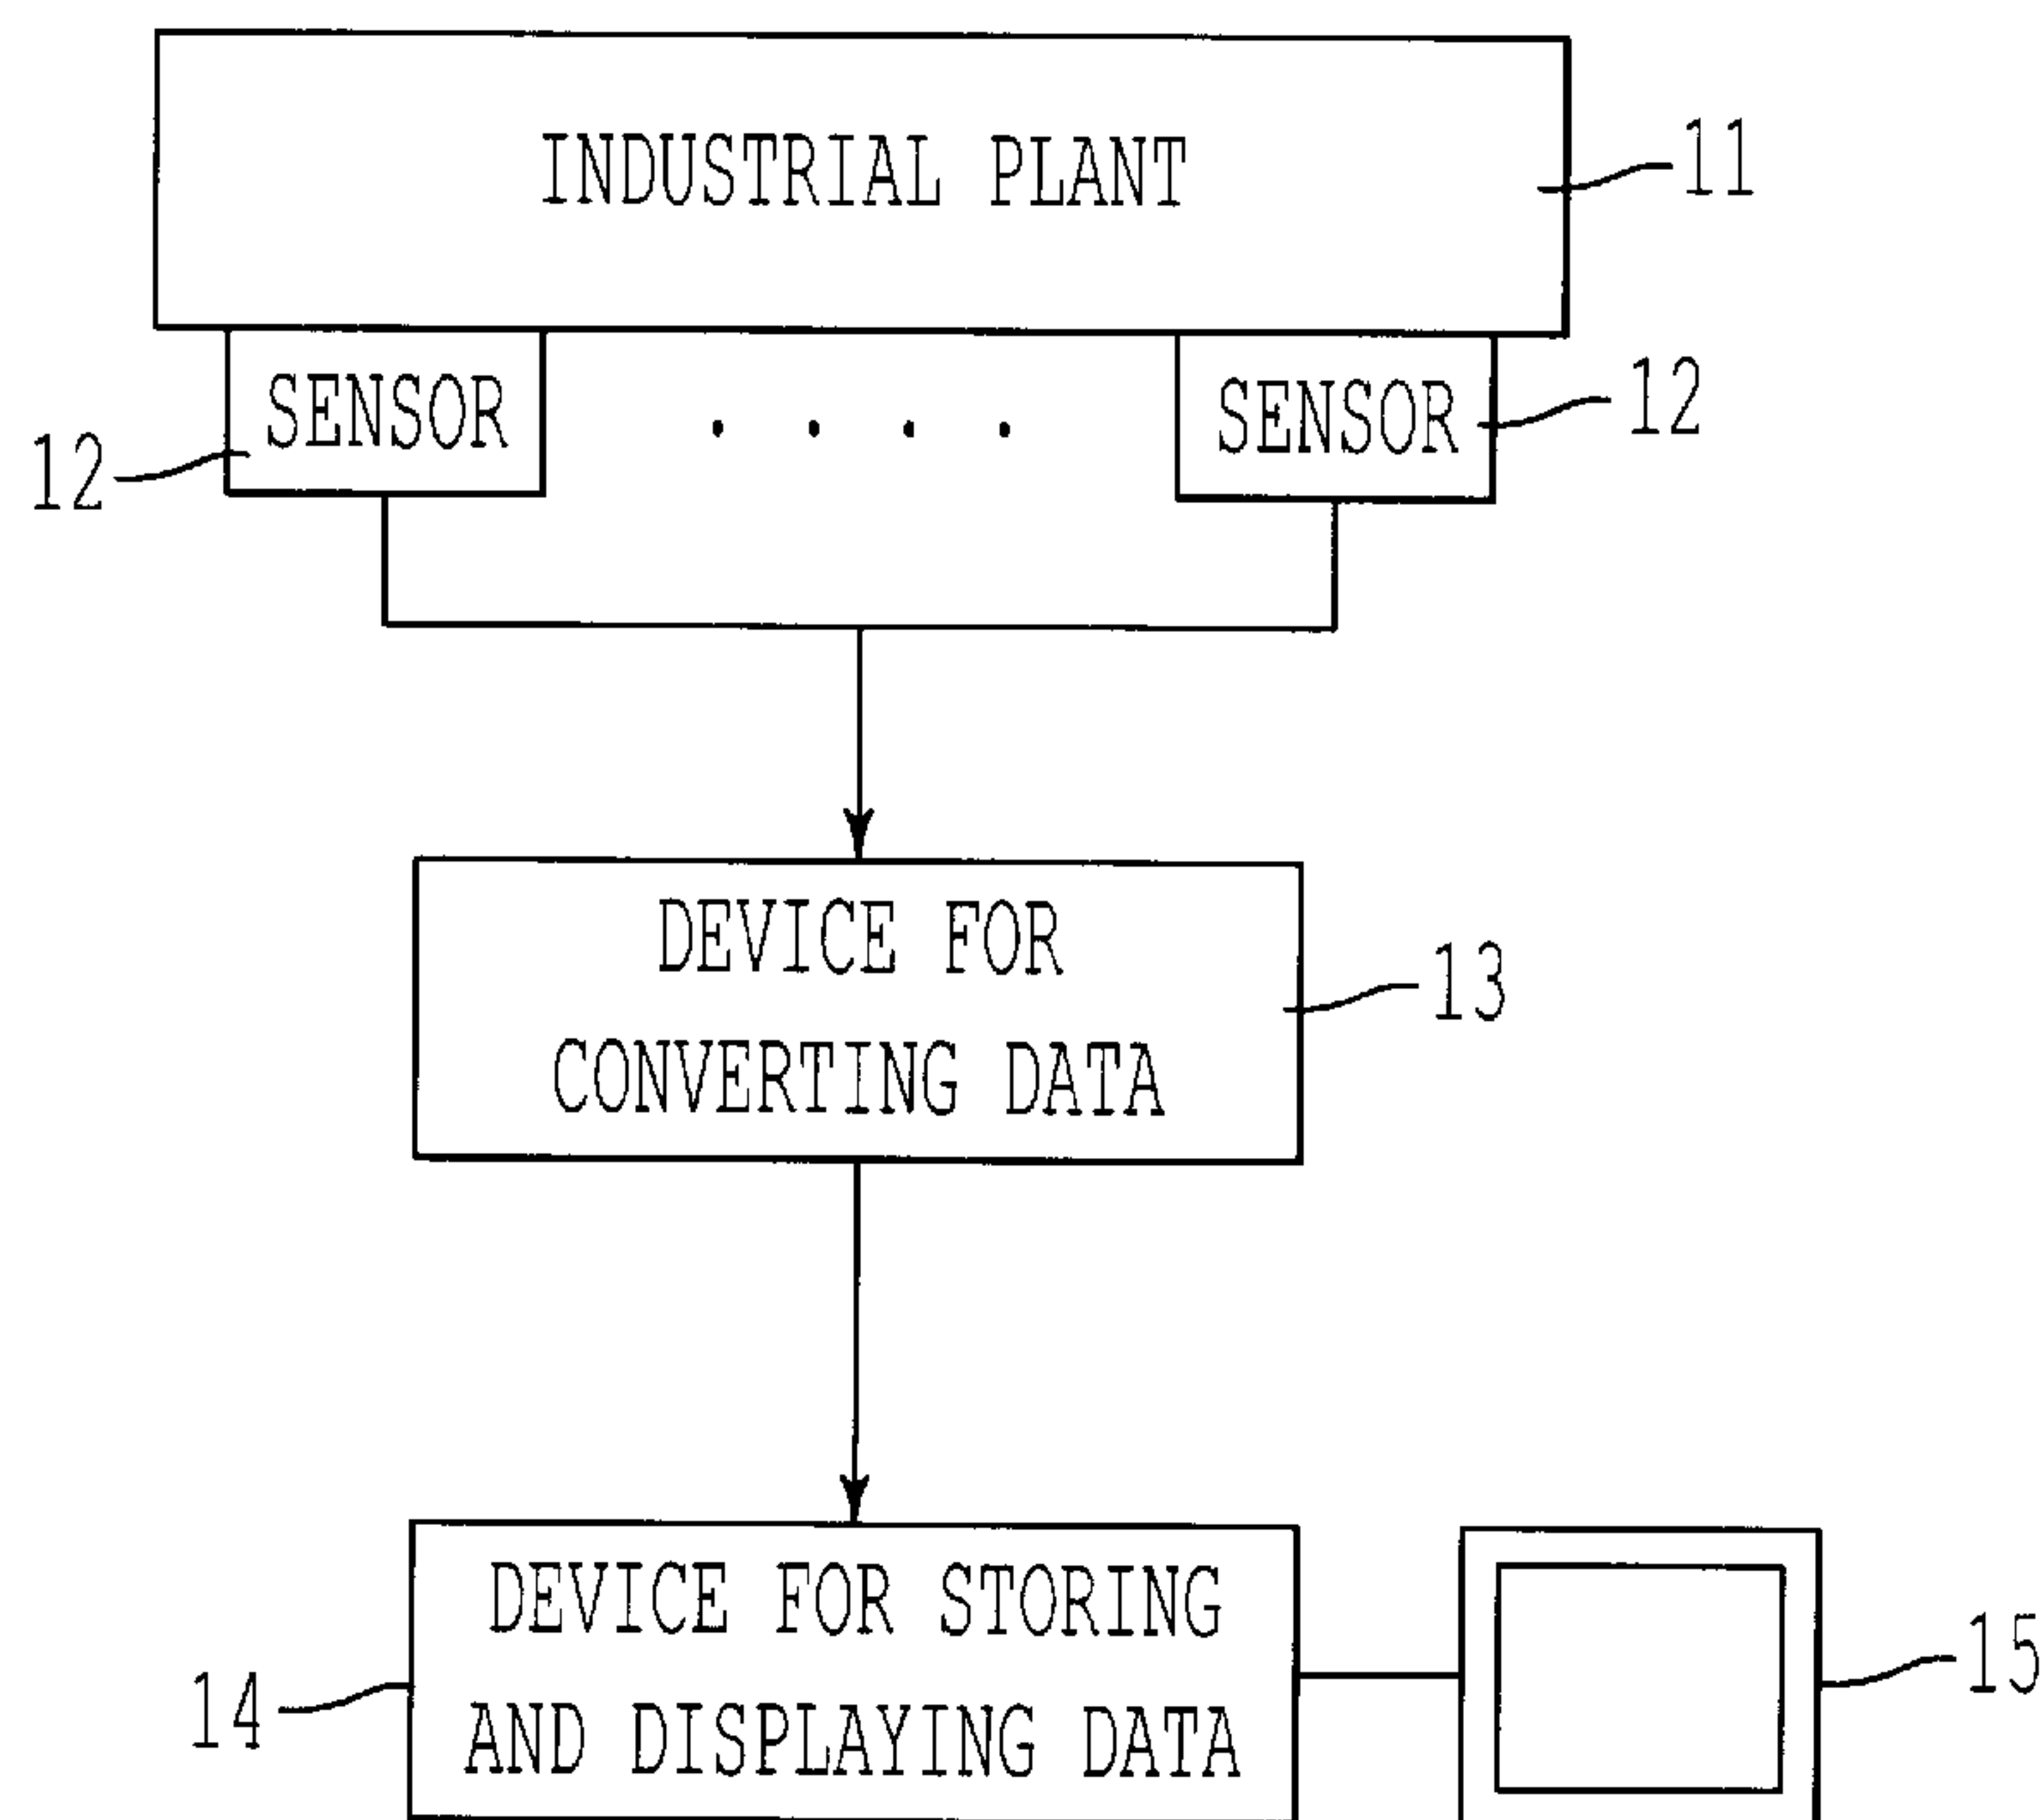 INDUSTRIAL PLANT
11
SENSOR
. . . .
SENSOR
12
12
DEVICE FOR
CONVERTING DATA
13
DEVICE FOR STORING
AND DISPLAYING DATA
14
15